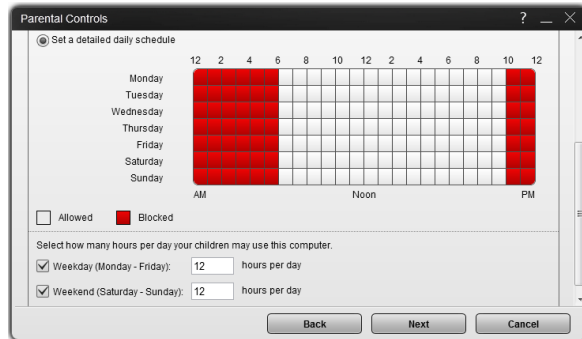 Parental Controls
Set a detailed daily schedule
12 2 4 6 8 10 12 2 4 6 8 10 12
Monday
Tuesday
Wednesday
Thursday
Friday
Saturday
Sunday
AM Noon PM
Allowed Blocked
Select how many hours per day your children may use this computer.
Weekday (Monday - Friday): 12 hours per day
Weekend (Saturday - Sunday): 12 hours per day
Back Next Cancel